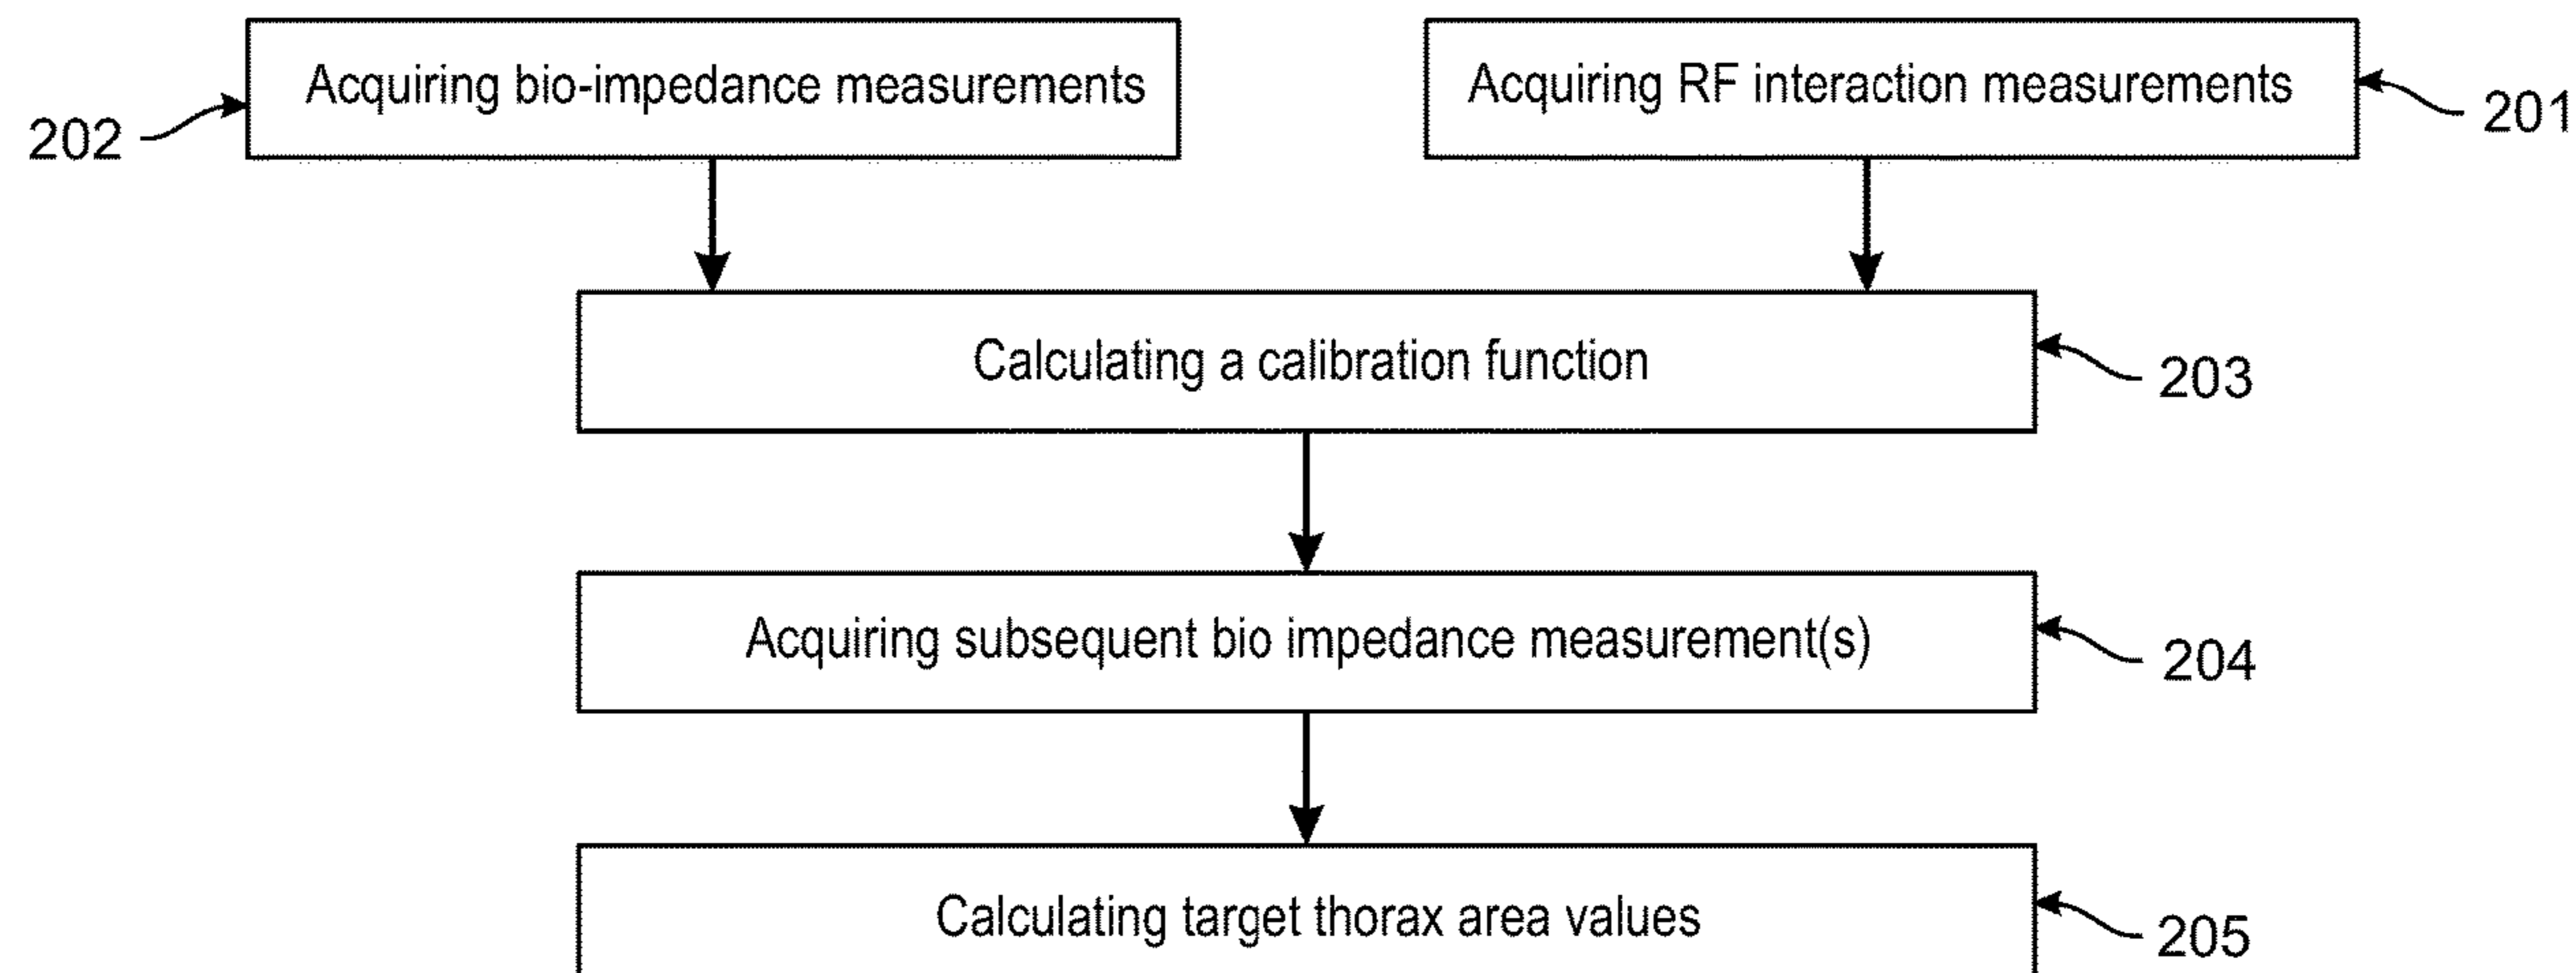 Acquiring bio-impedance measurements
Acquiring RF interaction measurements
202
201
Calculating a calibration function
203
Acquiring subsequent bio impedance measurement(s)
204
Calculating target thorax area values
205